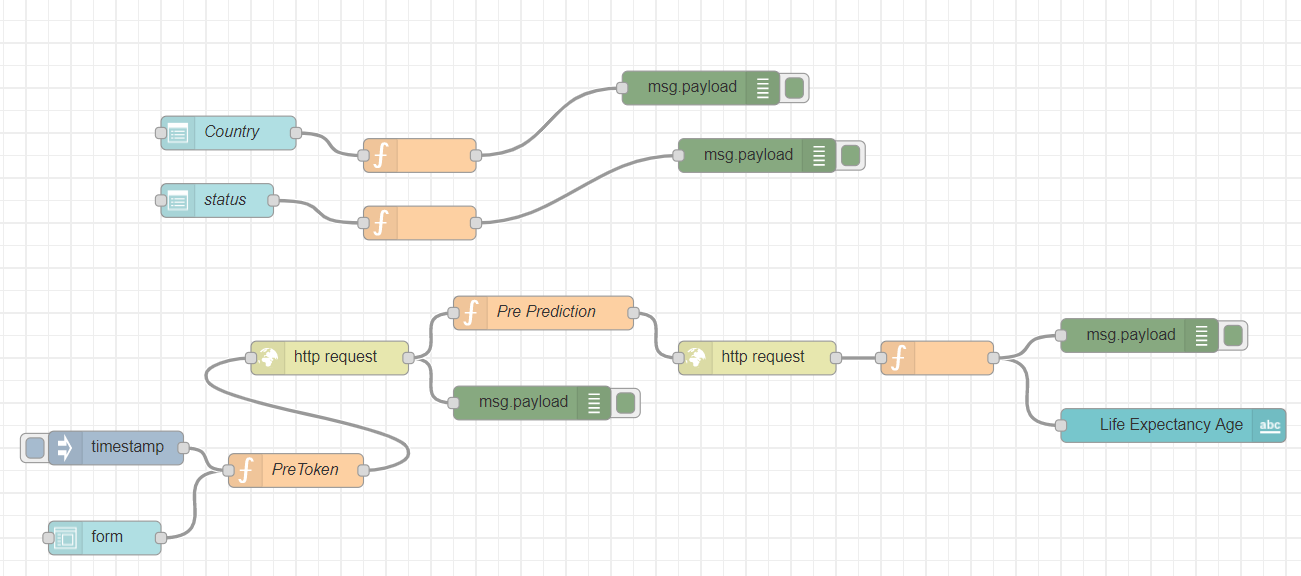 msg.payload
Country
msg.payload
status
Pre Prediction
msg.payload
http request
http request
msg.payload
Life Expectancy Age
abc
timestamp
PreToken
form